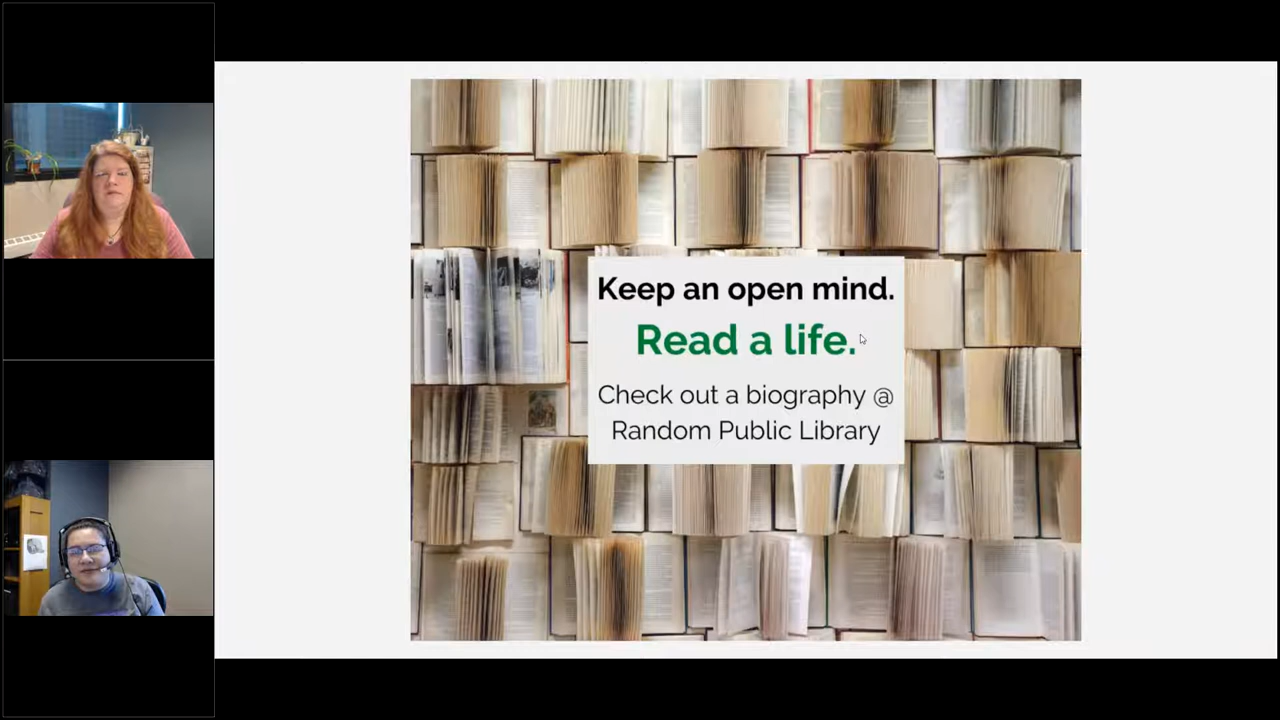 Keep an open mind.
Read a life.
Check out a biography @
Random Public Library